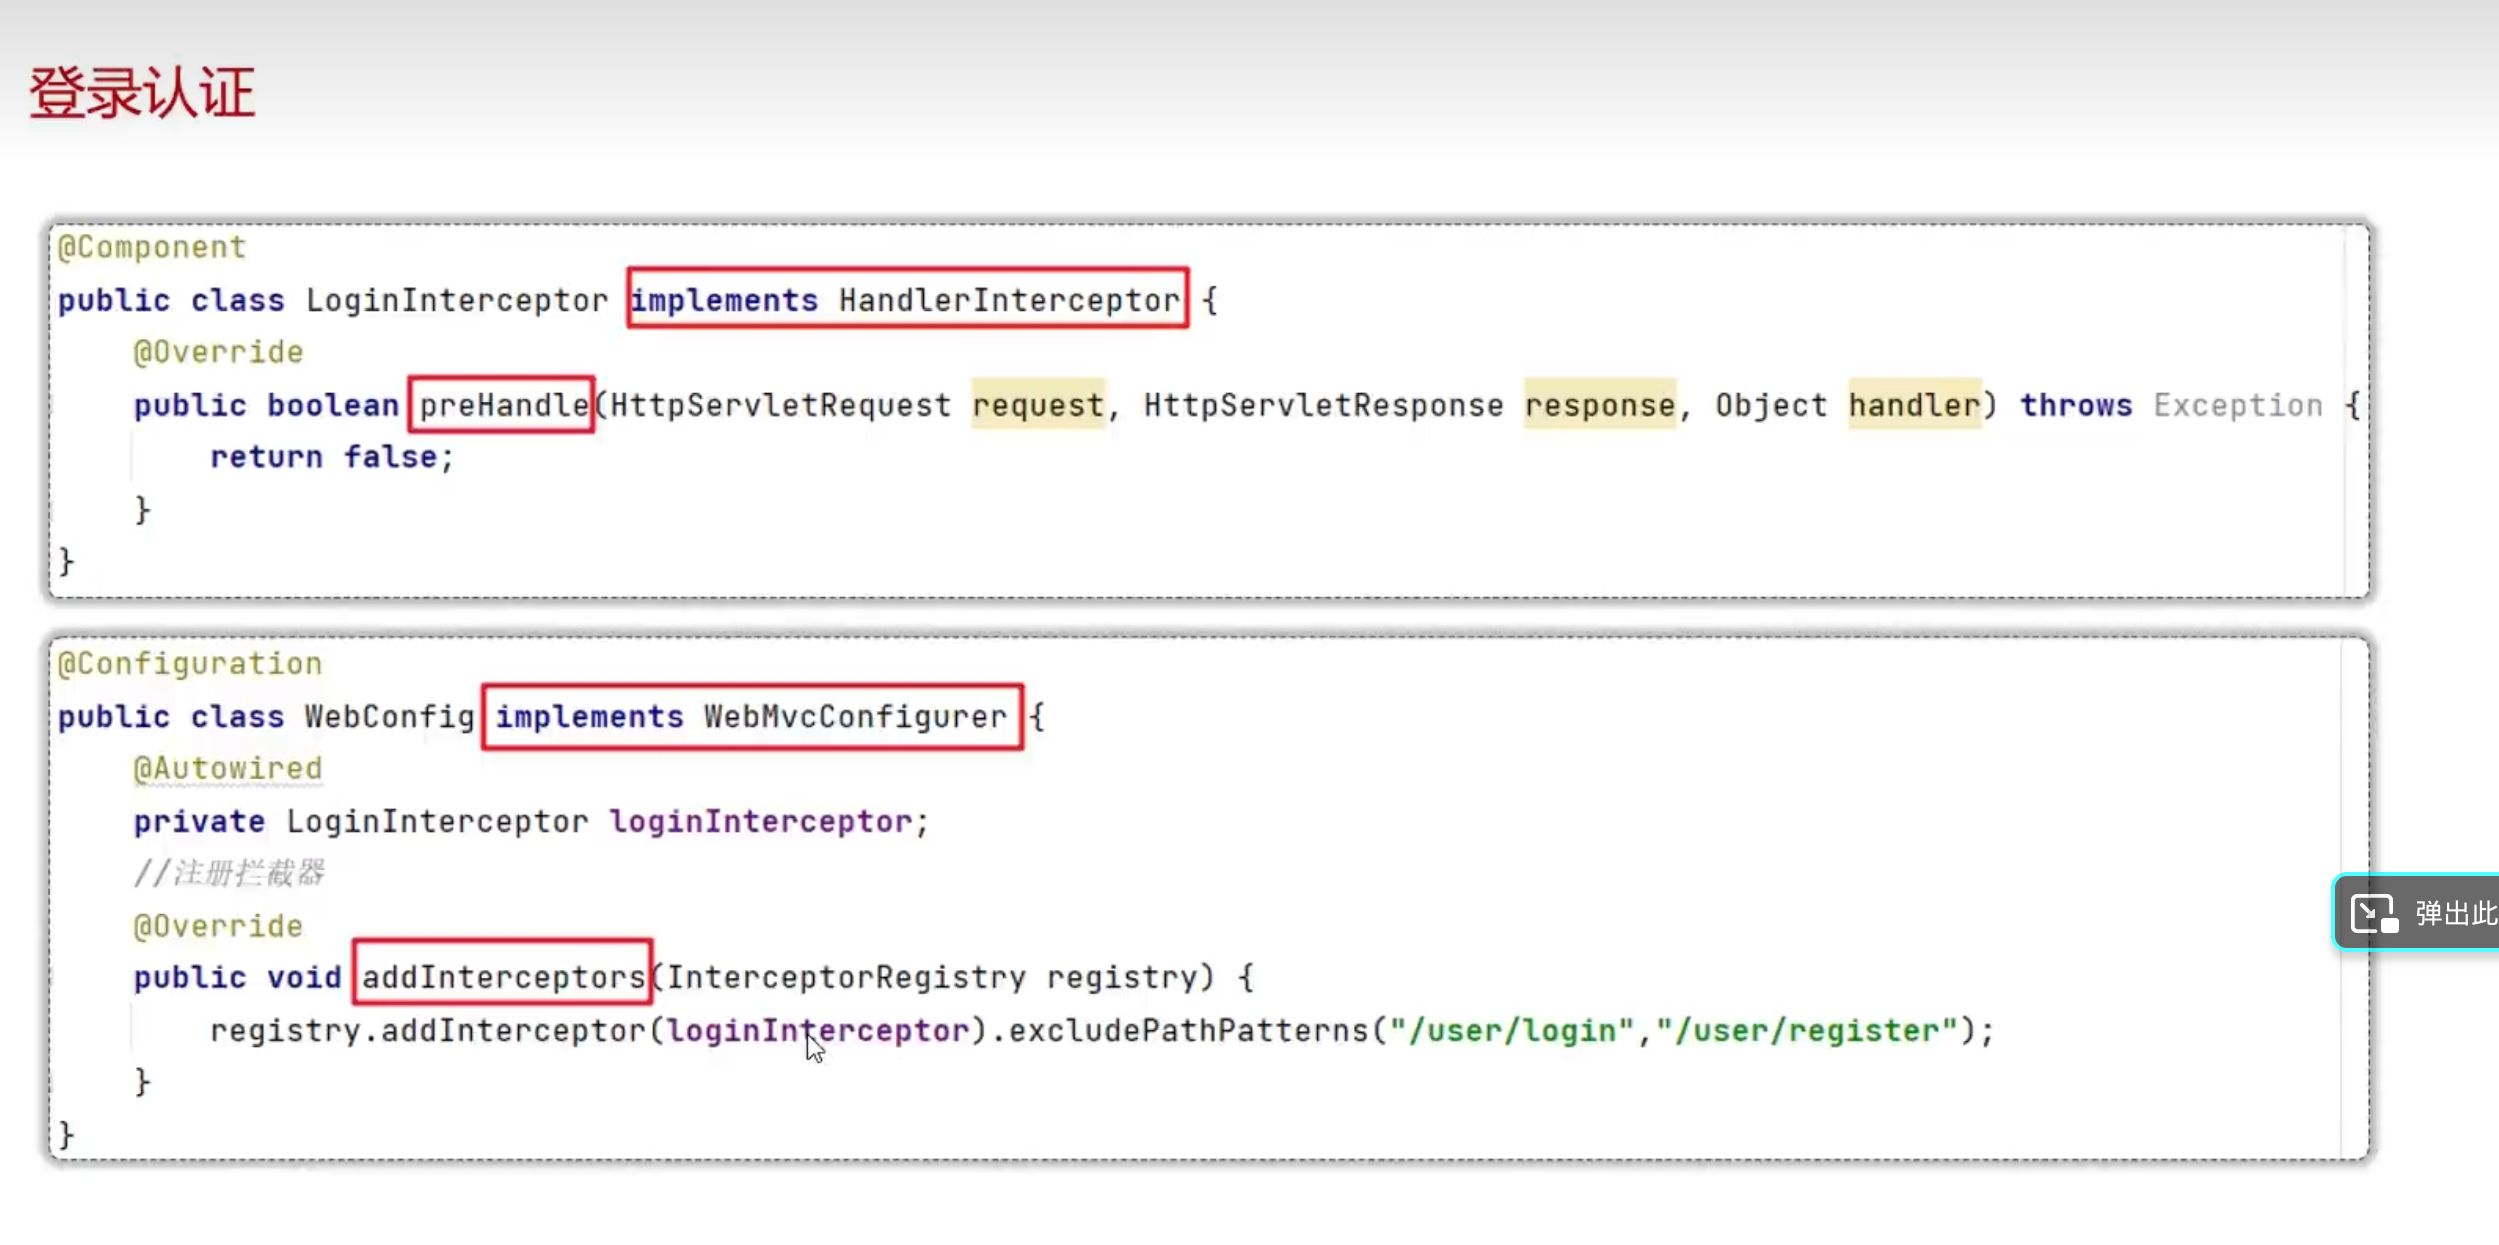 登录认证
@Component
public class LoginInterceptor implements HandlerInterceptor {
@Override
public boolean preHandle(HttpServletRequest request, HttpServletResponse response, Object handler) throws Exception {
return false;
}
}
@Configuration
public class WebConfig implements WebMvcConfigurer {
@Autowired
private LoginInterceptor loginInterceptor;
//注册拦截器
@Override
public void addInterceptors(InterceptorRegistry registry) {
registry.addInterceptor(loginInterceptor).excludePathPatterns("/user/login","/user/register");
}
}
弹出此